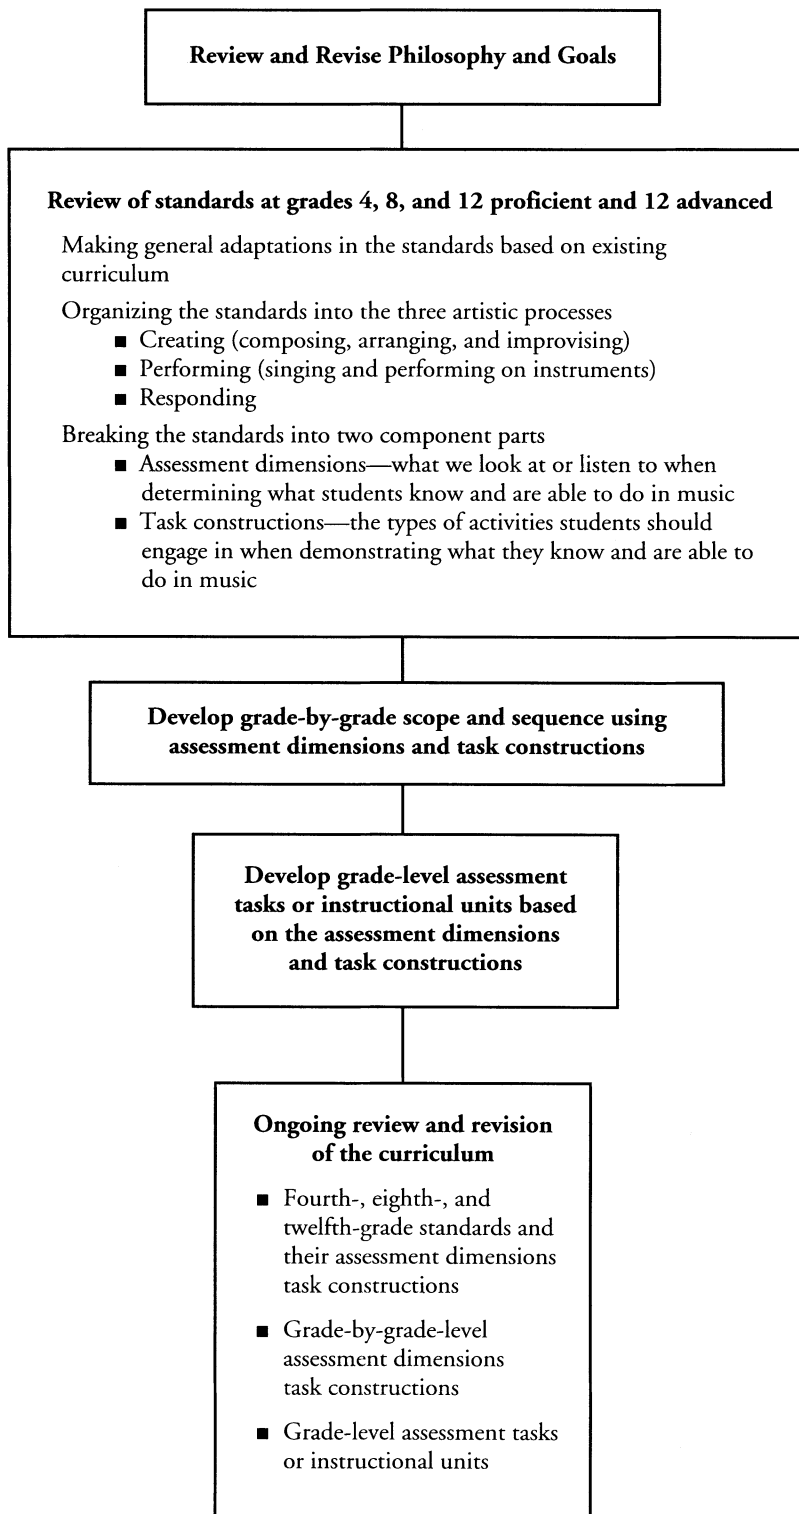 Review and Revise Philosophy and Goals
Review of standards at grades 4, 8, and 12 proficient and 12 advanced
Making general adaptations in the standards based on existing
curriculum
Organizing the standards into the three artistic processes
■ Creating (composing, arranging, and improvising)
■ Performing (singing and performing on instruments)
■ Responding
Breaking the standards into two component parts
■ Assessment dimensions—what we look at or listen to when
determining what students know and are able to do in music
■ Task constructions—the types of activities students should
engage in when demonstrating what they know and are able to
do in music
Develop grade-by-grade scope and sequence using
assessment dimensions and task constructions
Develop grade-level assessment
tasks or instructional units based
on the assessment dimensions
and task constructions
Ongoing review and revision
of the curriculum
■ Fourth-, eighth-, and
twelfth-grade standards and
their assessment dimensions
task constructions
■ Grade-by-grade-level
assessment dimensions
task constructions
■ Grade-level assessment tasks
or instructional units